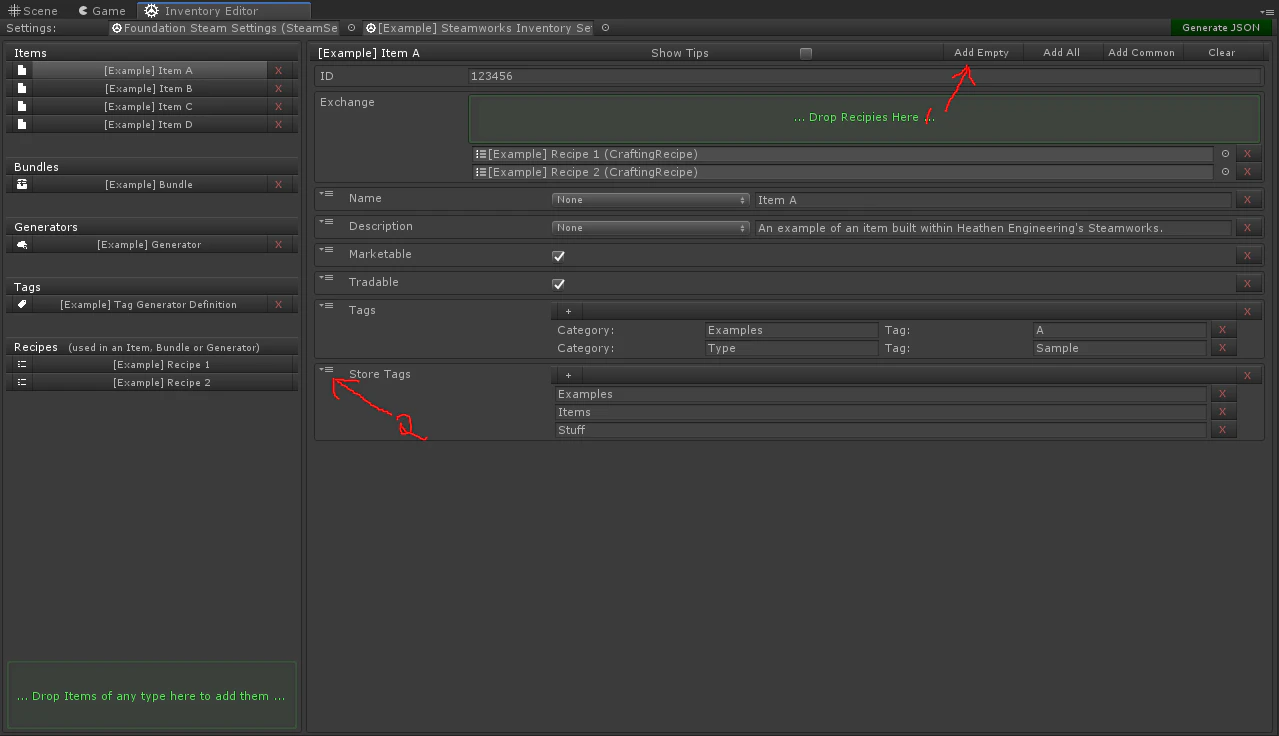 Scene Game Inventory Editor
Settings: Foundation Steam Settings (SteamSe [Example] Steamworks Inventory Se Generate JSON
Items
[Example] Item A X
[Example] Item B X
[Example] Item C X
[Example] Item D X
Bundles
[Example] Bundle X
Generators
[Example] Generator X
Tags
[Example] Tag Generator Definition X
Recipes (used in an Item, Bundle or Generator)
[Example] Recipe 1
[Example] Recipe 2
... Drop Items of any type here to add them ...
[Example] Item A Show Tips Add Empty Add All Add Common Clear
ID 123456
Exchange ... Drop Recipies Here ... 1
[Example] Recipe 1 (CraftingRecipe) X
[Example] Recipe 2 (CraftingRecipe) X
Name None Item A X
Description None An example of an item built within Heathen Engineering's Steamworks. X
Marketable X
Tradable X
Tags + X
Category: Examples Tag: A X
Category: Type Tag: Sample X
Store Tags + X
Examples X
Items X
Stuff X
2